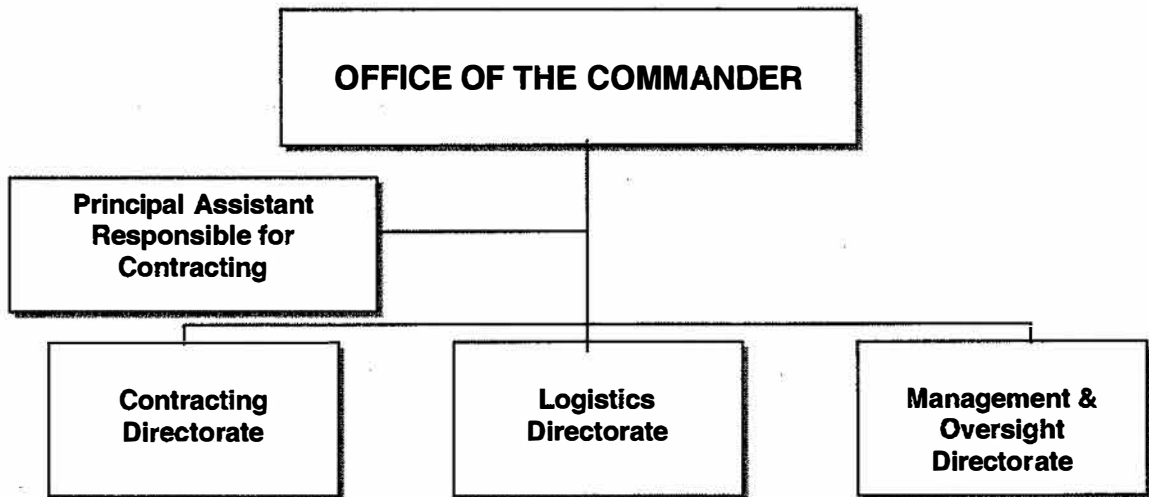 OFFICE OF THE COMMANDER
Principal Assistant
Responsible for
Contracting
Contracting
Directorate
Logistics
Directorate
Management &
Oversight
Directorate